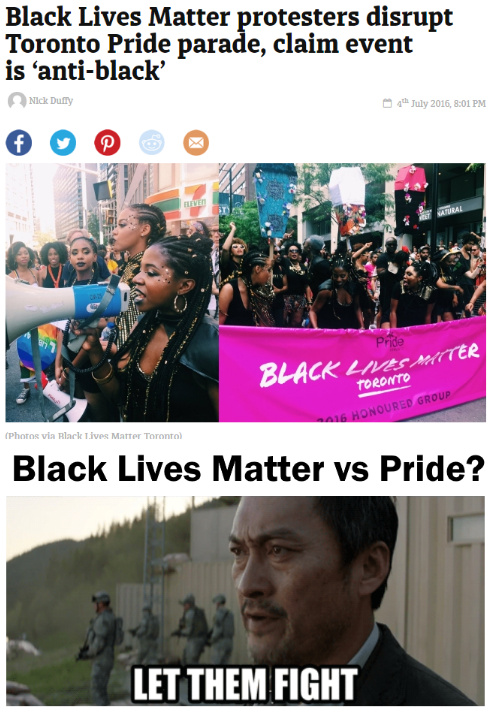 Black Lives Matter protesters disrupt
Toronto Pride parade, claim event
is ‘anti-black’
Nick Duffy
4th July 2016, 8:01 PM
ELEVEN
NATURAL
Pride
BLACK LIVES MATTER
TORONTO
2016 HONOURED GROUP
(Photos via Black Lives Matter Toronto)
Black Lives Matter vs Pride?
LET THEM FIGHT